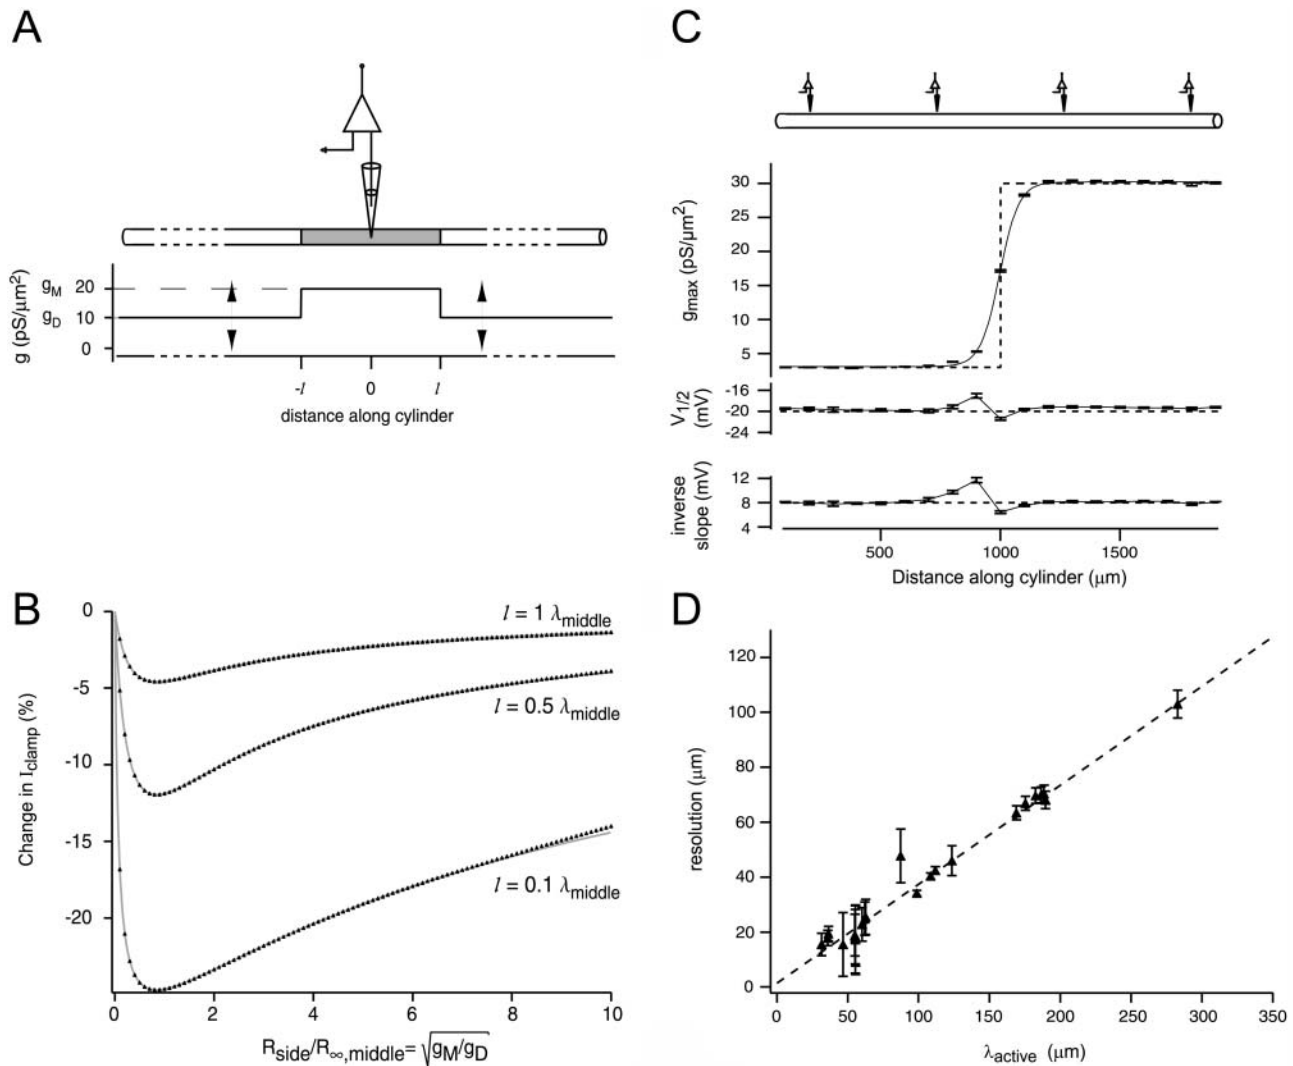 A
g (pS/μm²)
g_M 20
g_D 10
0
-l 0 l
distance along cylinder
B
Change in I_clamp (%)
0
-5
-10
-15
-20
l = 1 λ_middle
l = 0.5 λ_middle
l = 0.1 λ_middle
0 2 4 6 8 10
R_side/R_∞,middle = √g_M/g_D
C
g_max (pS/μm²)
30
25
20
15
10
5
V_1/2 (mV)
-16
-20
-24
inverse slope (mV)
12
8
4
500 1000 1500
Distance along cylinder (μm)
D
resolution (μm)
120
100
80
60
40
20
0
0 50 100 150 200 250 300 350
λ_active (μm)